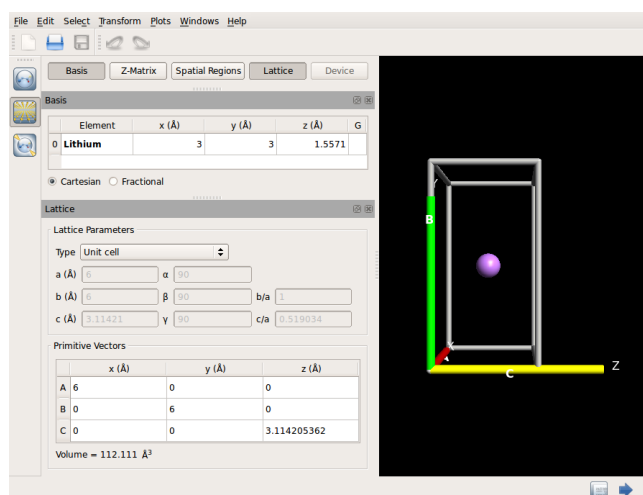 File Edit Select Transform Plots Windows Help
Basis Z-Matrix Spatial Regions Lattice Device
Basis
Element x (Å) y (Å) z (Å) G
0 Lithium 3 3 1.5571
Cartesian Fractional
Lattice
Lattice Parameters
Type Unit cell
a (Å) 6 α 90
b (Å) 6 β 90 b/a 1
c (Å) 3.11421 γ 90 c/a 0.519034
Primitive Vectors
x (Å) y (Å) z (Å)
A 6 0 0
B 0 6 0
C 0 0 3.114205362
Volume = 112.111 Å³
B
X
A
C
Z